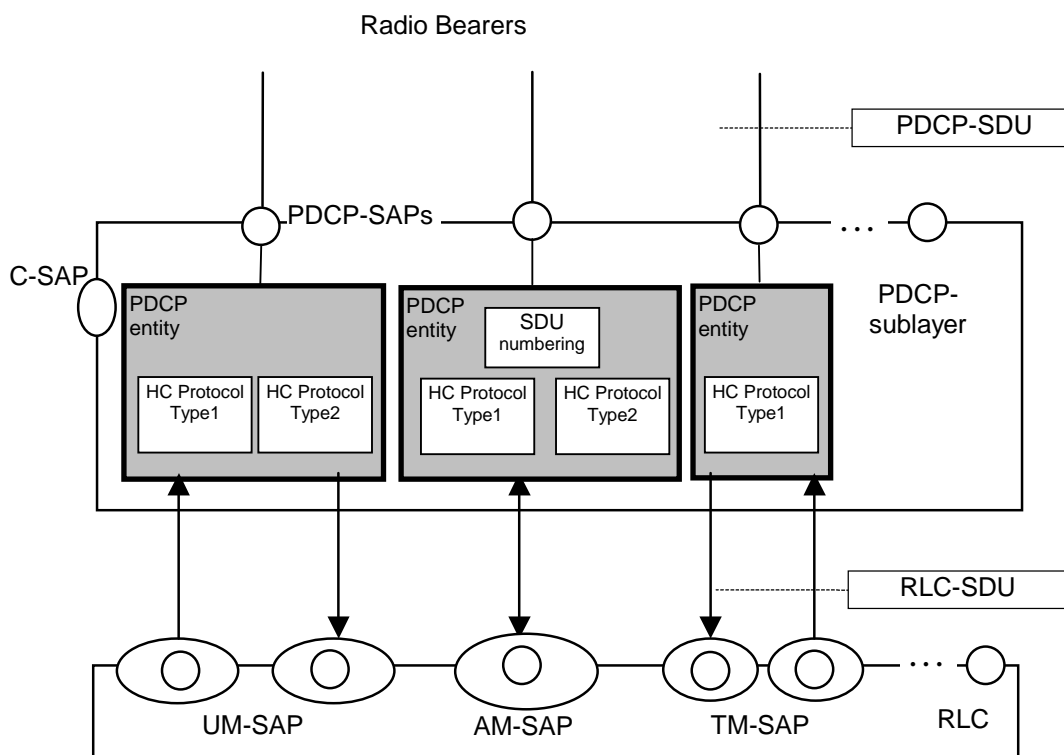 Radio Bearers
PDCP-SDU
PDCP-SAPs
...
C-SAP
PDCP
entity
HC Protocol
Type1
HC Protocol
Type2
PDCP
entity
SDU
numbering
HC Protocol
Type1
HC Protocol
Type2
PDCP
entity
HC Protocol
Type1
PDCP-
sublayer
RLC-SDU
...
UM-SAP
AM-SAP
TM-SAP
RLC